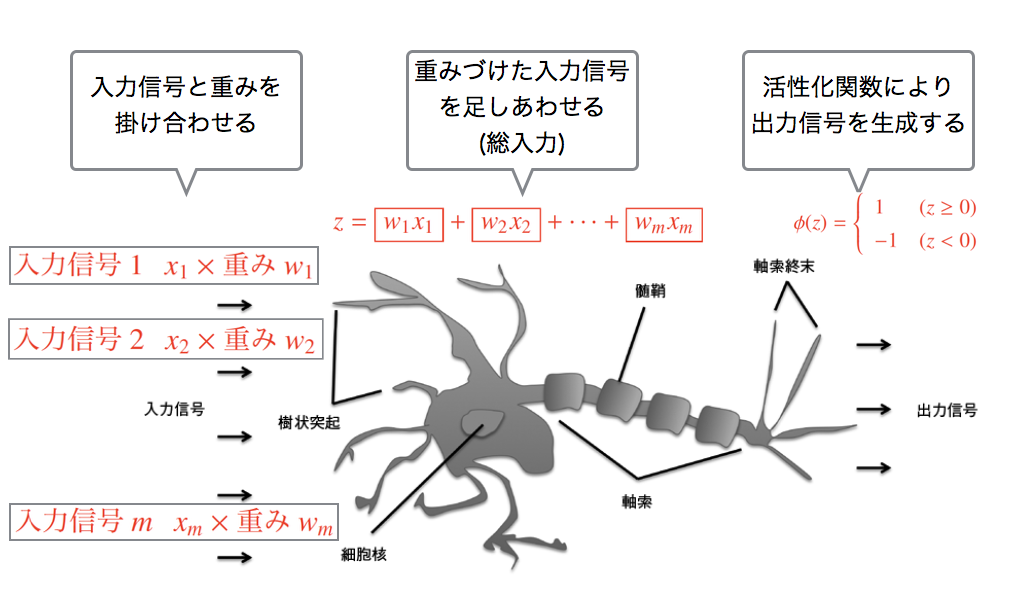 入力信号と重みを
掛け合わせる
重みづけた入力信号
を足しあわせる
(総入力)
活性化関数により
出力信号を生成する
z = w₁x₁ + w₂x₂ + ⋯ + wₘxₘ
ϕ(z) = { 1 (z ≥ 0)
−1 (z < 0)
入力信号 1 x₁ × 重み w₁
軸索終末
髄鞘
入力信号 2 x₂ × 重み w₂
入力信号
樹状突起
出力信号
軸索
入力信号 m xₘ × 重み wₘ
細胞核